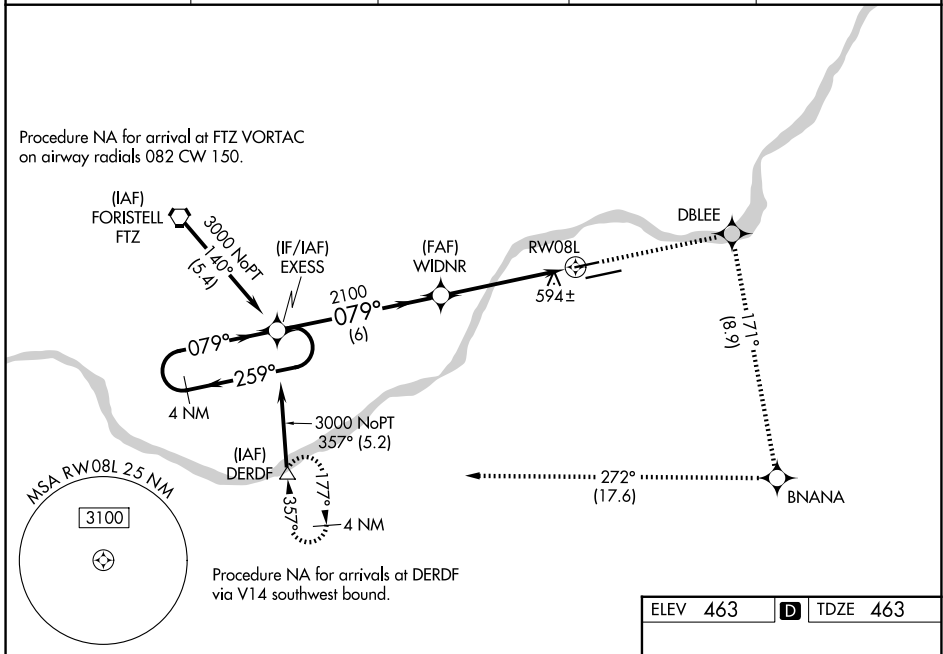 Procedure NA for arrival at FTZ VORTAC
on airway radials 082 CW 150.
(IAF)
FORISTELL
FTZ
3000 NoPT
140°
(5.4)
(IF/IAF)
EXESS
(FAF)
WIDNR
RW08L
DBLEE
2100
079°
(6)
594±
079°
259°
4 NM
171°
(8.9)
3000 NoPT
357° (5.2)
(IAF)
DERDF
177°
357°
4 NM
272°
(17.6)
BNANA
MSA RW08L 25 NM
3100
Procedure NA for arrivals at DERDF
via V14 southwest bound.
ELEV 463 D TDZE 463